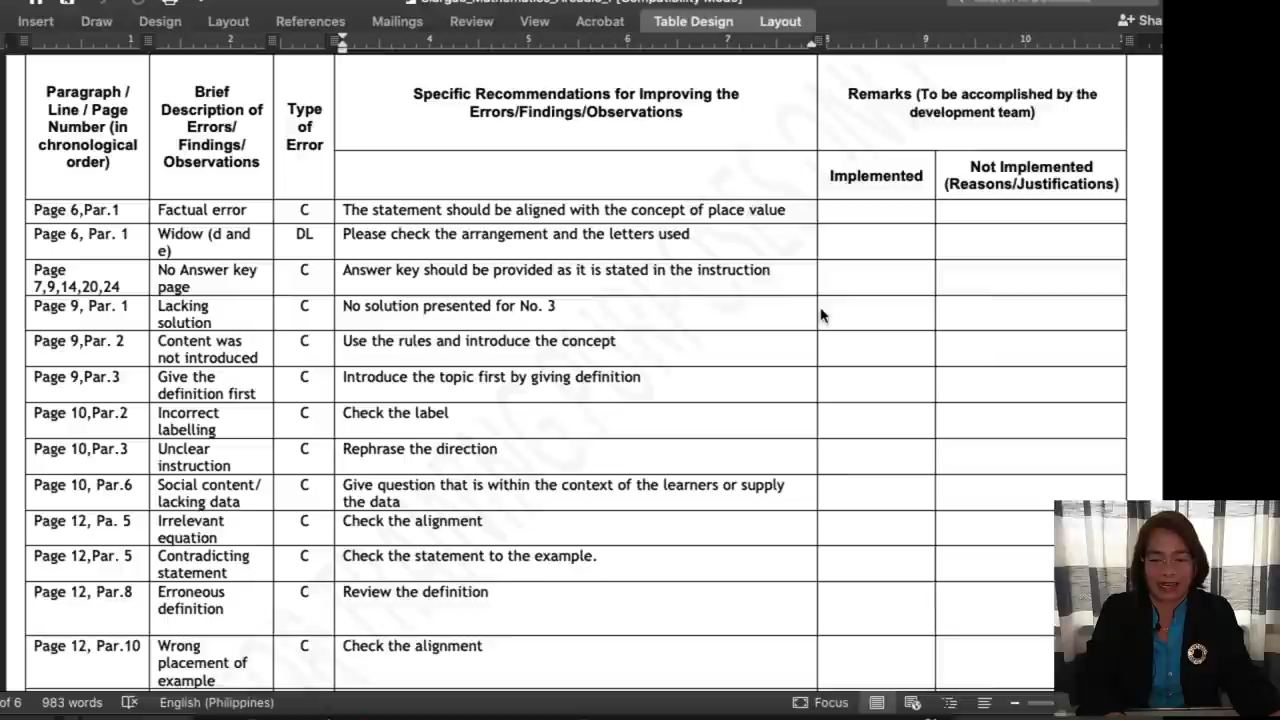 Insert Draw Design Layout References Mailings Review View Acrobat Table Design Layout Sha
1 2 4 5 6 7 8 9 10
Paragraph /
Line / Page
Number (in
chronological
order)
Brief
Description of
Errors/
Findings/
Observations
Type
of
Error
Specific Recommendations for Improving the
Errors/Findings/Observations
Remarks (To be accomplished by the
development team)
Implemented
Not Implemented
(Reasons/Justifications)
Page 6,Par.1 Factual error C The statement should be aligned with the concept of place value
Page 6, Par. 1 Widow (d and DL Please check the arrangement and the letters used
e)
Page No Answer key C Answer key should be provided as it is stated in the instruction
7,9,14,20,24 page
Page 9, Par. 1 Lacking C No solution presented for No. 3
solution
Page 9,Par. 2 Content was C Use the rules and introduce the concept
not introduced
Page 9,Par.3 Give the C Introduce the topic first by giving definition
definition first
Page 10,Par.2 Incorrect C Check the label
labelling
Page 10,Par.3 Unclear C Rephrase the direction
instruction
Page 10, Par.6 Social content/ C Give question that is within the context of the learners or supply
lacking data the data
Page 12, Pa. 5 Irrelevant C Check the alignment
equation
Page 12,Par. 5 Contradicting C Check the statement to the example.
statement
Page 12, Par.8 Erroneous C Review the definition
definition
Page 12, Par.10 Wrong C Check the alignment
placement of
example
of 6 983 words English (Philippines) Focus